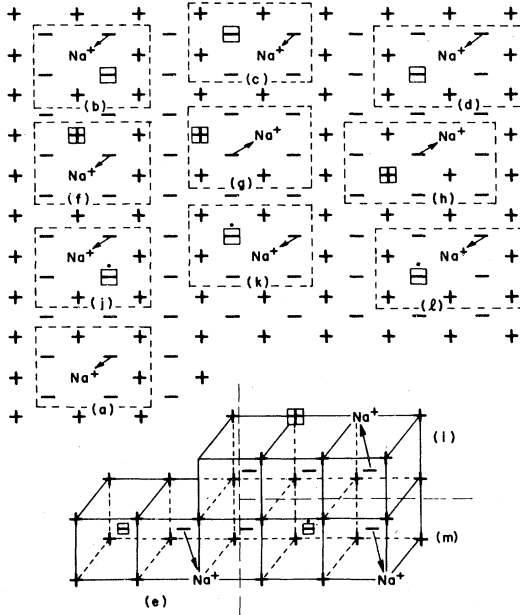 Na+ Na+ Na+
(b) (c) (d)
Na+ Na+ Na+
(f) (g) (h)
Na+ Na+ Na+
(j) (k) (ℓ)
Na+
(a)
Na+
(i)
(m)
Na+ Na+
(e)